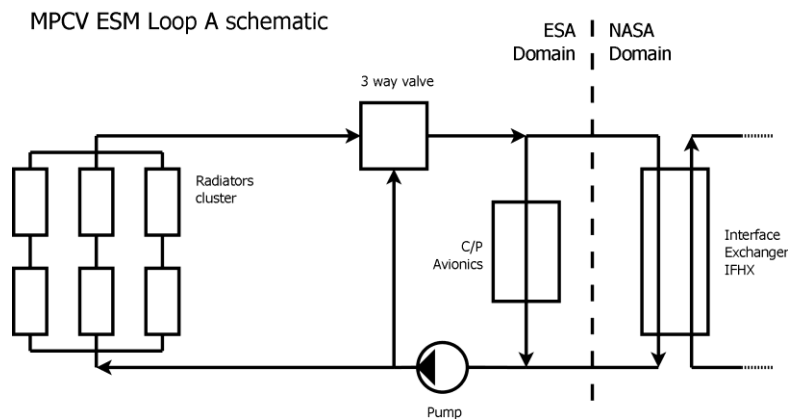 MPCV ESM Loop A schematic
ESA
Domain
NASA
Domain
3 way valve
Radiators
cluster
C/P
Avionics
Interface
Exchanger
IFHX
Pump